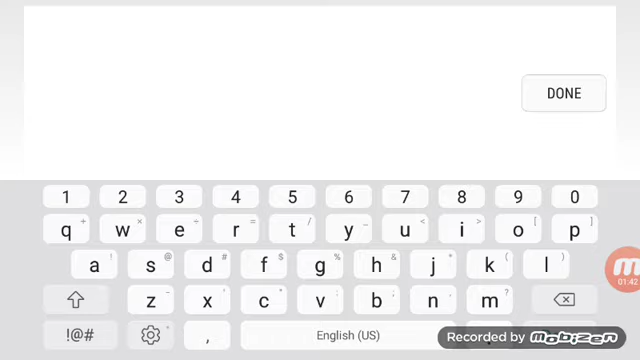 DONE
1 2 3 4 5 6 7 8 9 0
q + w × e ÷ r = t / y _ u < i > o [ p ]
a ! s @ d # f $ g % h & j * k ( l )
z - x ' c " v : b ; n , m ?
!@# , English (US)
Recorded by mobizen
M
01:42